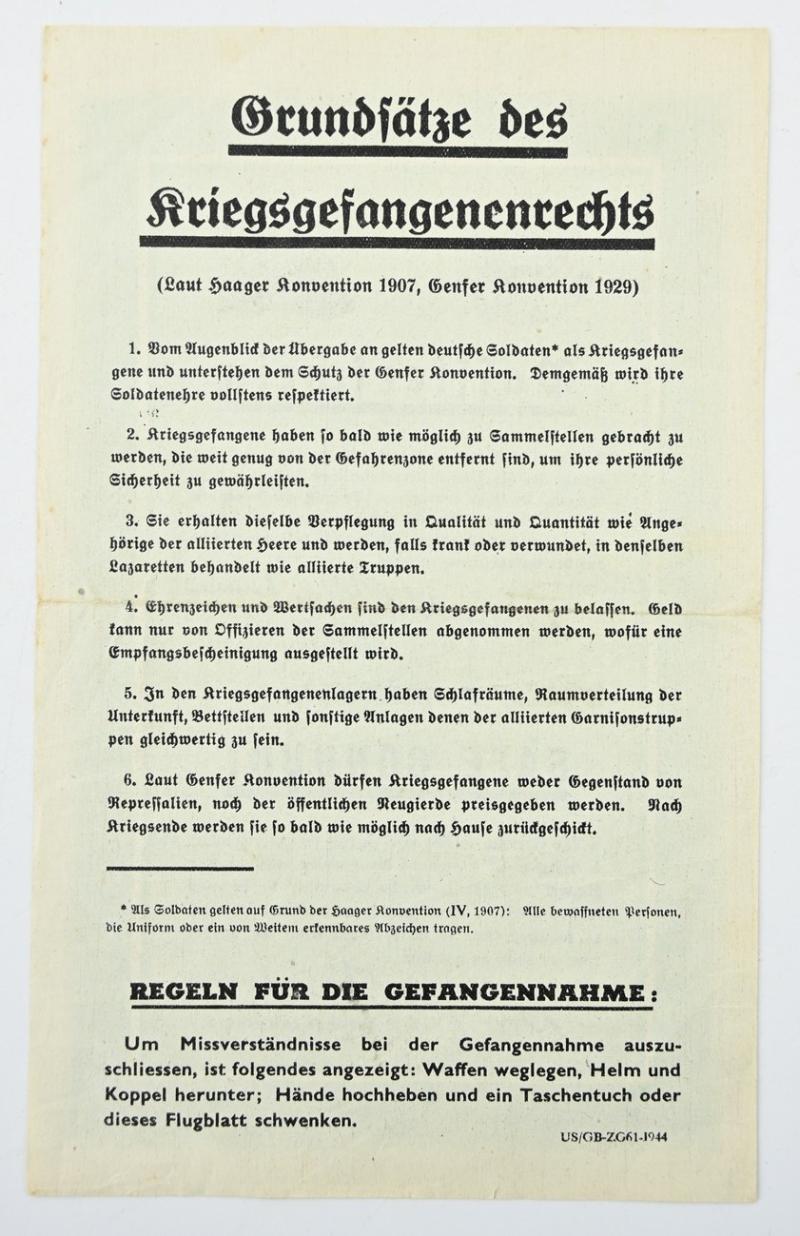 Grundsätze des
Kriegsgefangenenrechts
(Laut Haager Konvention 1907, Genfer Konvention 1929)
1. Vom Augenblick der Übergabe an gelten deutsche Soldaten* als Kriegsgefan-
gene und unterstehen dem Schutz der Genfer Konvention. Demgemäß wird ihre
Soldatenehre vollstens respektiert.
2. Kriegsgefangene haben so bald wie möglich zu Sammelstellen gebracht zu
werden, die weit genug von der Gefahrenzone entfernt sind, um ihre persönliche
Sicherheit zu gewährleisten.
3. Sie erhalten dieselbe Verpflegung in Qualität und Quantität wie Ange-
hörige der alliierten Heere und werden, falls krank oder verwundet, in denselben
Lazaretten behandelt wie alliierte Truppen.
4. Ehrenzeichen und Wertsachen sind den Kriegsgefangenen zu belassen. Geld
kann nur von Offizieren der Sammelstellen abgenommen werden, wofür eine
Empfangsbescheinigung ausgestellt wird.
5. In den Kriegsgefangenenlagern haben Schlafräume, Raumverteilung der
Unterkunft, Bettstellen und sonstige Anlagen denen der alliierten Garnisonstrup-
pen gleichwertig zu sein.
6. Laut Genfer Konvention dürfen Kriegsgefangene weder Gegenstand von
Repressalien, noch der öffentlichen Neugierde preisgegeben werden. Nach
Kriegsende werden sie so bald wie möglich nach Hause zurückgeschickt.
* Als Soldaten gelten auf Grund der Haager Konvention (IV, 1907): Alle bewaffneten Personen,
die Uniform oder ein von Weitem erkennbares Abzeichen tragen.
REGELN FÜR DIE GEFANGENNAHME:
Um Missverständnisse bei der Gefangennahme auszu-
schliessen, ist folgendes angezeigt: Waffen weglegen, Helm und
Koppel herunter; Hände hochheben und ein Taschentuch oder
dieses Flugblatt schwenken.
US/GB-ZG61-1944